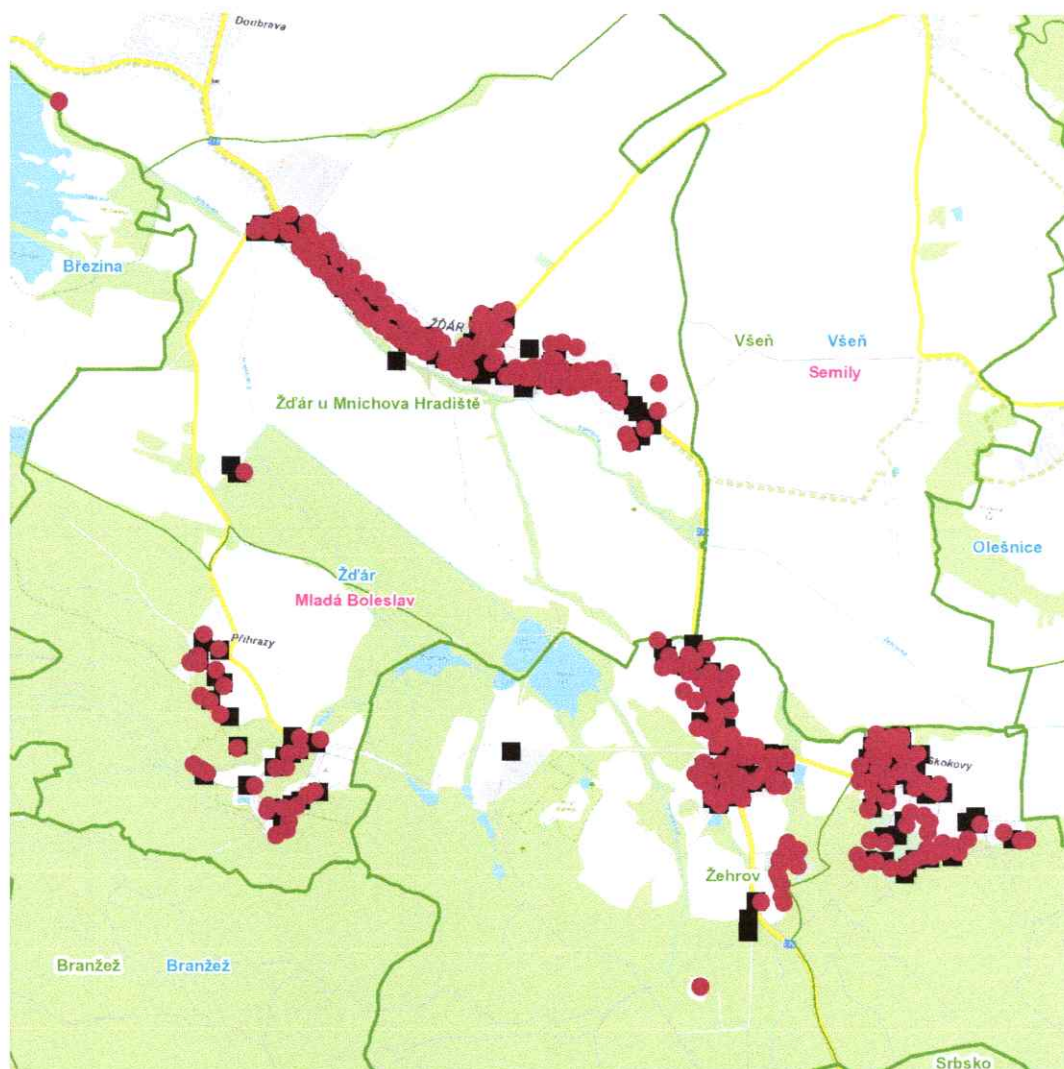 Doubrava
Březina
ŽĎÁR
Všeň Všeň
Semily
Žďár u Mnichova Hradiště
Olešnice
Žďár
Mladá Boleslav
Příhrazy
Skokovy
Žehrov
Branžež Branžež
Srbsko